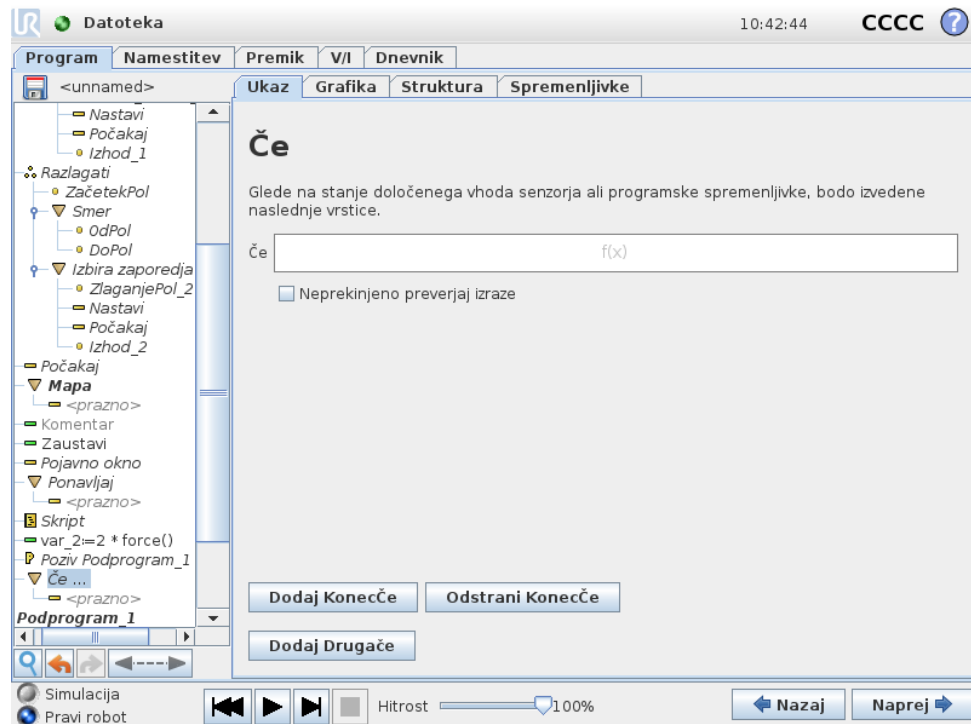 UR Datoteka 10:42:44 CCCC ?
Program Namestitev Premik V/I Dnevnik
<unnamed>
Ukaz Grafika Struktura Spremenljivke
Nastavi
Počakaj
Izhod_1
Razlagati
ZačetekPol
Smer
OdPol
DoPol
Izbira zaporedja
ZlaganjePol_2
Nastavi
Počakaj
Izhod_2
Počakaj
Mapa
<prazno>
Komentar
Zaustavi
Pojavno okno
Ponavljaj
<prazno>
Skript
var_2:=2 * force()
P Poziv Podprogram_1
Če ...
<prazno>
Podprogram_1
Če
Glede na stanje določenega vhoda senzorja ali programske spremenljivke, bodo izvedene
naslednje vrstice.
Če f(x)
Neprekinjeno preverjaj izraze
Dodaj KonecČe Odstrani KonecČe
Dodaj Drugače
Simulacija
Pravi robot
Hitrost 100%
Nazaj Naprej